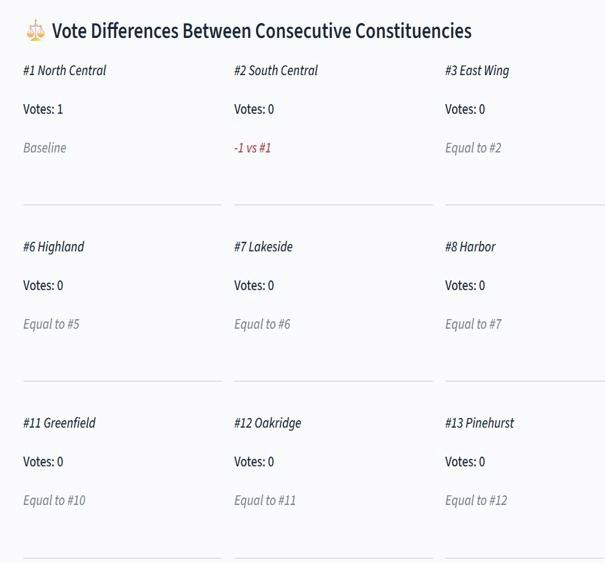 ⚖️ Vote Differences Between Consecutive Constituencies
#1 North Central
Votes: 1
Baseline
#2 South Central
Votes: 0
-1 vs #1
#3 East Wing
Votes: 0
Equal to #2
#6 Highland
Votes: 0
Equal to #5
#7 Lakeside
Votes: 0
Equal to #6
#8 Harbor
Votes: 0
Equal to #7
#11 Greenfield
Votes: 0
Equal to #10
#12 Oakridge
Votes: 0
Equal to #11
#13 Pinehurst
Votes: 0
Equal to #12